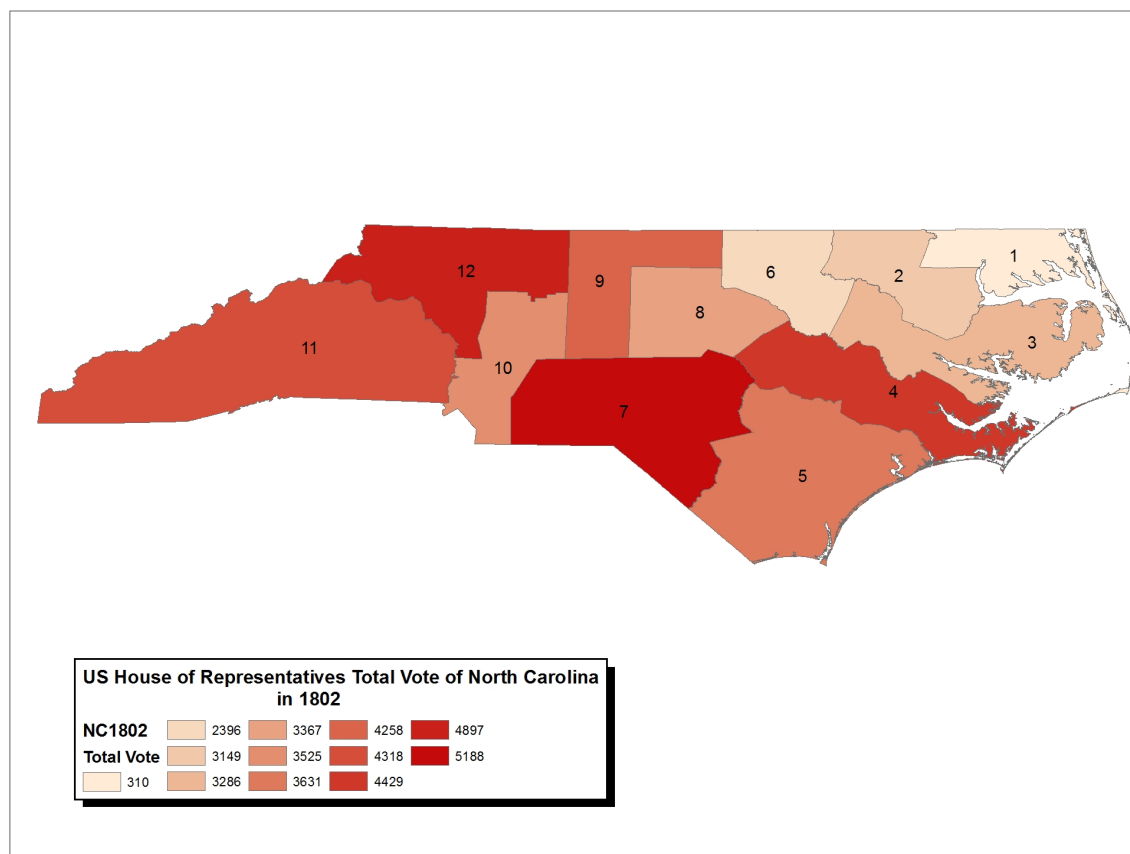 1
12
2
6
9
8
3
11
10
4
7
5
US House of Representatives Total Vote of North Carolina
in 1802
NC1802 2396 3367 4258 4897
Total Vote 3149 3525 4318 5188
310 3286 3631 4429